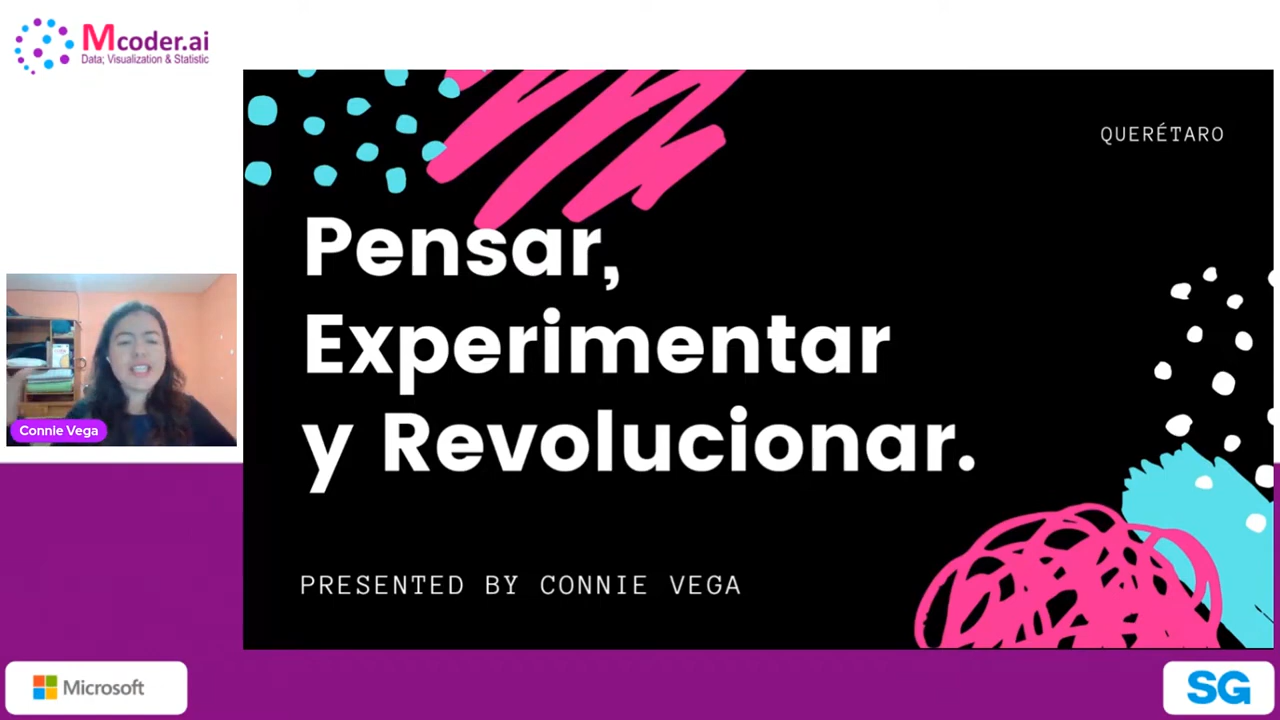 Mcoder.ai
Data; Visualization & Statistic
QUERÉTARO
Pensar,
Experimentar
y Revolucionar.
PRESENTED BY CONNIE VEGA
Connie Vega
Microsoft
SG